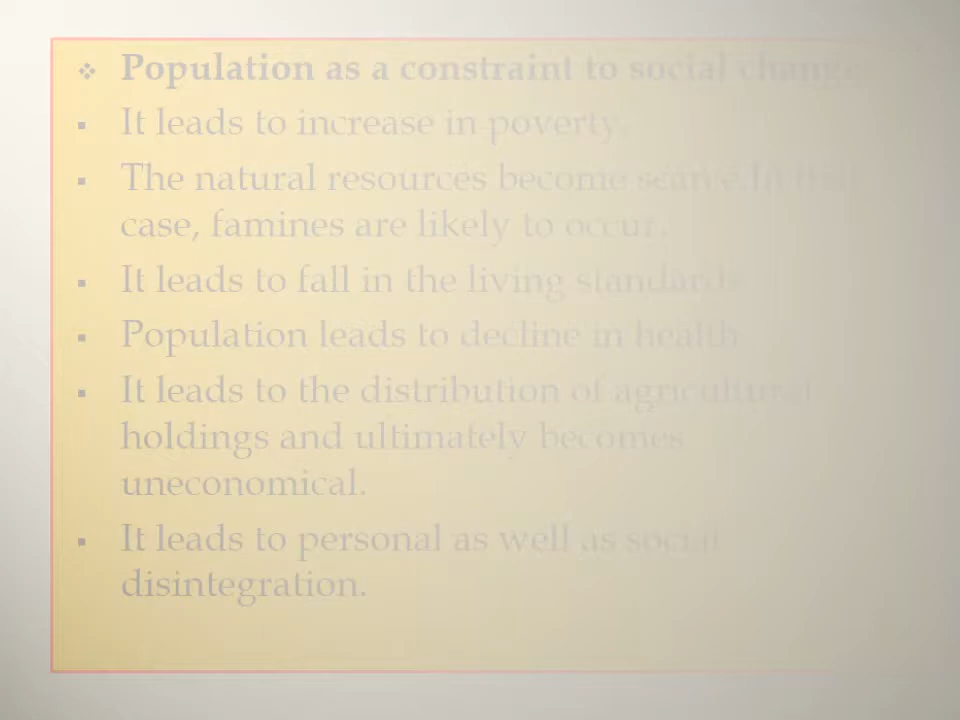 ❖ Population as a constraint to social change
▪ It leads to increase in poverty.
▪ The natural resources become scarce.In that
case, famines are likely to occur.
▪ It leads to fall in the living standards
▪ Population leads to decline in health
▪ It leads to the distribution of agricultural
holdings and ultimately becomes
uneconomical.
▪ It leads to personal as well as social
disintegration.